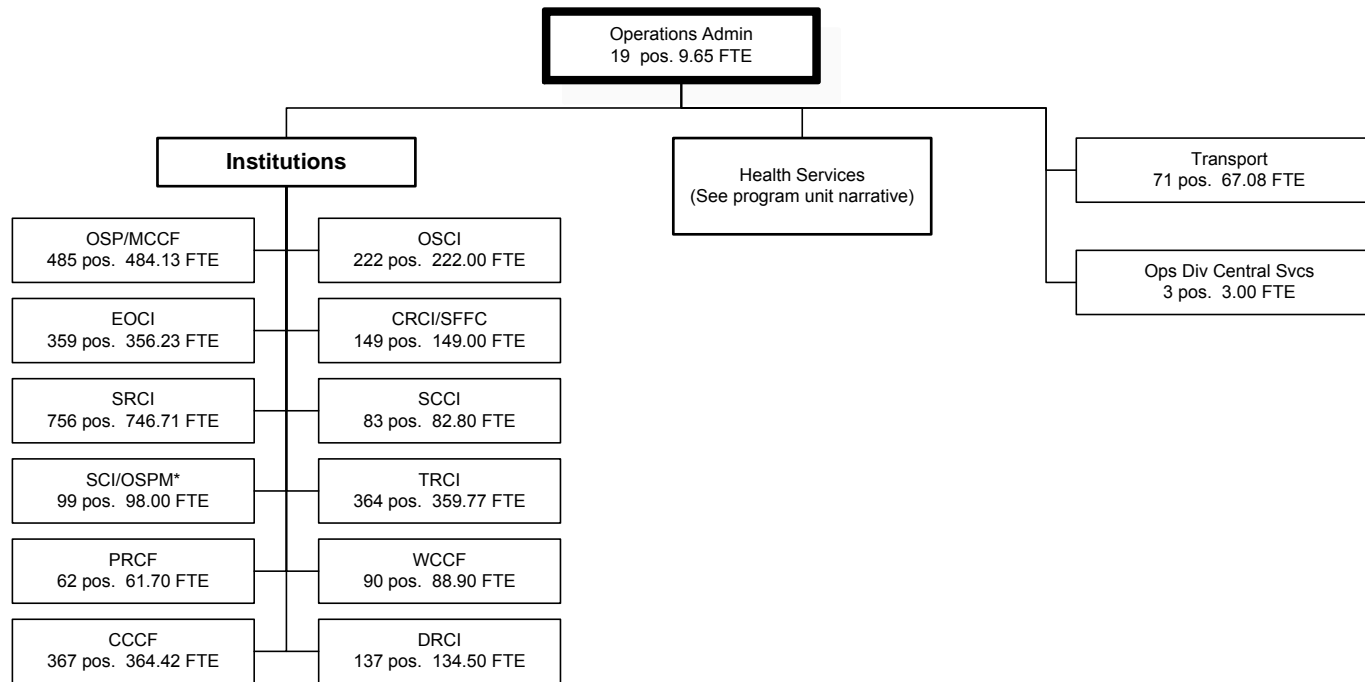 Operations Admin
19 pos. 9.65 FTE
Institutions
Health Services
(See program unit narrative)
Transport
71 pos. 67.08 FTE
Ops Div Central Svcs
3 pos. 3.00 FTE
OSP/MCCF
485 pos. 484.13 FTE
OSCI
222 pos. 222.00 FTE
EOCI
359 pos. 356.23 FTE
CRCI/SFFC
149 pos. 149.00 FTE
SRCI
756 pos. 746.71 FTE
SCCI
83 pos. 82.80 FTE
SCI/OSPM*
99 pos. 98.00 FTE
TRCI
364 pos. 359.77 FTE
PRCF
62 pos. 61.70 FTE
WCCF
90 pos. 88.90 FTE
CCCF
367 pos. 364.42 FTE
DRCI
137 pos. 134.50 FTE